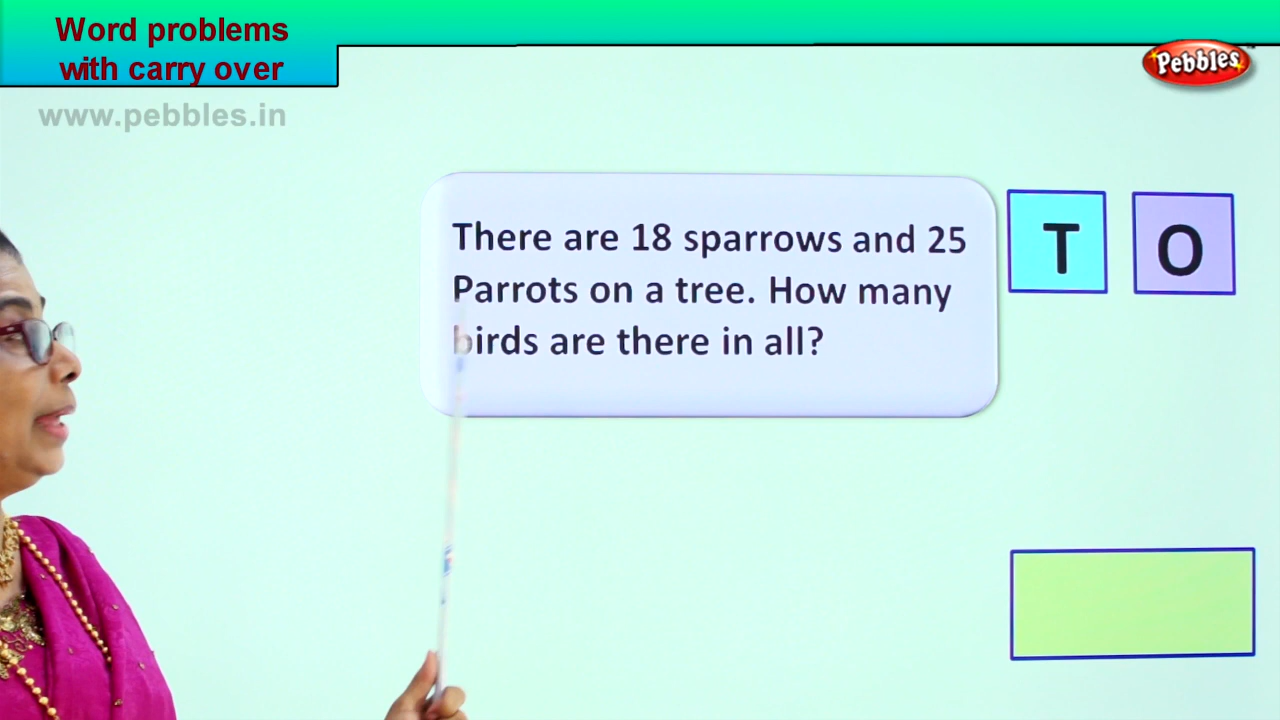 Word problems
with carry over
www.pebbles.in
Pebbles
There are 18 sparrows and 25
Parrots on a tree. How many
birds are there in all?
T O